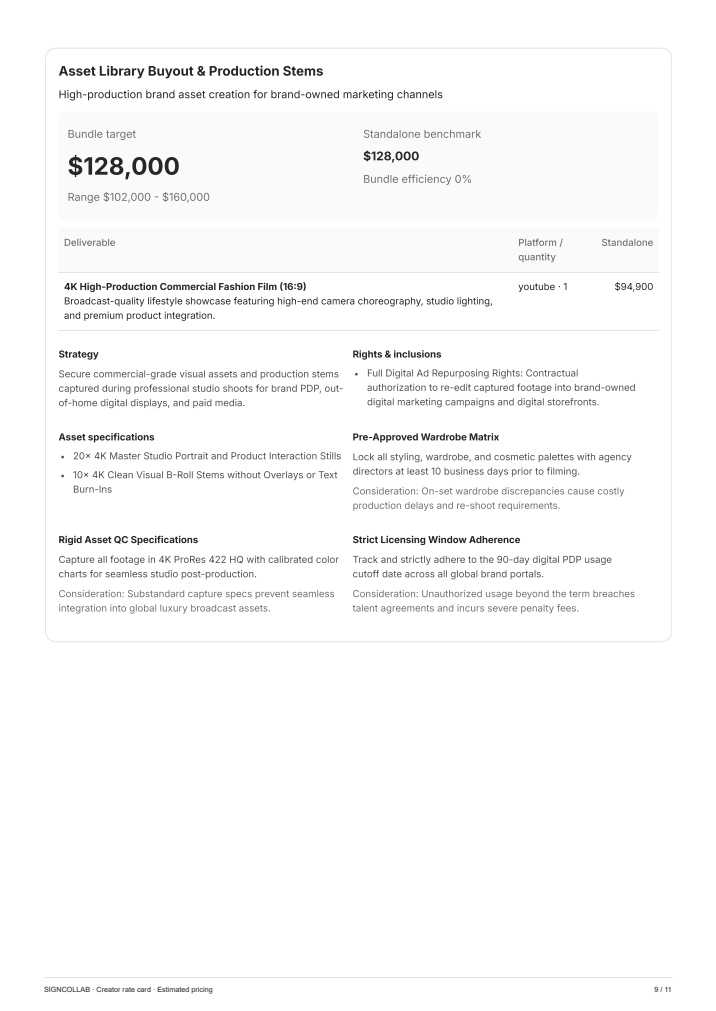 Asset Library Buyout & Production Stems
High-production brand asset creation for brand-owned marketing channels
Bundle target
$128,000
Range $102,000 - $160,000
Standalone benchmark
$128,000
Bundle efficiency 0%
Deliverable
Platform /
quantity
Standalone
4K High-Production Commercial Fashion Film (16:9)
Broadcast-quality lifestyle showcase featuring high-end camera choreography, studio lighting,
and premium product integration.
youtube · 1
$94,900
Strategy
Secure commercial-grade visual assets and production stems
captured during professional studio shoots for brand PDP, out-
of-home digital displays, and paid media.
Rights & inclusions
• Full Digital Ad Repurposing Rights: Contractual
authorization to re-edit captured footage into brand-owned
digital marketing campaigns and digital storefronts.
Asset specifications
• 20× 4K Master Studio Portrait and Product Interaction Stills
• 10× 4K Clean Visual B-Roll Stems without Overlays or Text
Burn-Ins
Pre-Approved Wardrobe Matrix
Lock all styling, wardrobe, and cosmetic palettes with agency
directors at least 10 business days prior to filming.
Consideration: On-set wardrobe discrepancies cause costly
production delays and re-shoot requirements.
Rigid Asset QC Specifications
Capture all footage in 4K ProRes 422 HQ with calibrated color
charts for seamless studio post-production.
Consideration: Substandard capture specs prevent seamless
integration into global luxury broadcast assets.
Strict Licensing Window Adherence
Track and strictly adhere to the 90-day digital PDP usage
cutoff date across all global brand portals.
Consideration: Unauthorized usage beyond the term breaches
talent agreements and incurs severe penalty fees.
SIGNCOLLAB · Creator rate card · Estimated pricing
9 / 11